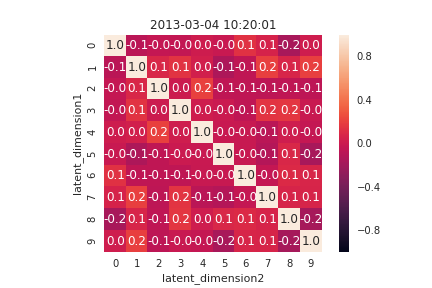 2013-03-04 10:20:01
0 1.0 -0.1 -0.0 -0.0 0.0 -0.0 0.1 0.1 -0.2 0.0
1 -0.1 1.0 0.1 0.1 0.0 -0.1 -0.1 0.2 0.1 0.2
2 -0.0 0.1 1.0 0.0 0.2 -0.1 -0.1 -0.1 -0.1 -0.1
3 -0.0 0.1 0.0 1.0 0.0 -0.0 -0.1 0.2 0.2 -0.0
4 0.0 0.0 0.2 0.0 1.0 -0.0 -0.0 -0.1 0.0 -0.0
5 -0.0 -0.1 -0.1 -0.0 -0.0 1.0 -0.0 -0.1 0.1 -0.2
6 0.1 -0.1 -0.1 -0.1 -0.0 -0.0 1.0 -0.0 0.1 0.1
7 0.1 0.2 -0.1 0.2 -0.1 -0.1 -0.0 1.0 0.1 0.1
8 -0.2 0.1 -0.1 0.2 0.0 0.1 0.1 0.1 1.0 -0.2
9 0.0 0.2 -0.1 -0.0 -0.0 -0.2 0.1 0.1 -0.2 1.0
0 1 2 3 4 5 6 7 8 9
latent_dimension2
latent_dimension1
0.8
0.4
0.0
−0.4
−0.8